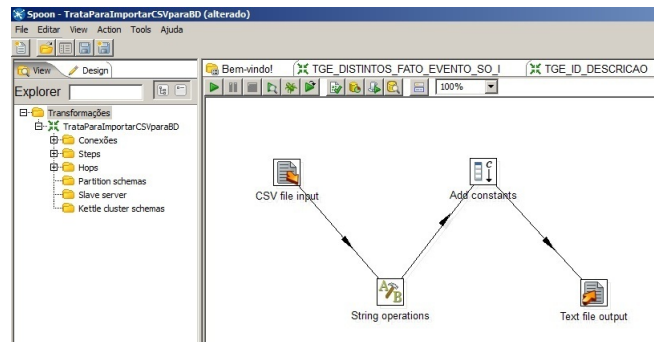 Spoon - TrataParaImportarCSVparaBD (alterado)
File Editar View Action Tools Ajuda
View Design
Bem-vindo! TGE_DISTINTOS_FATO_EVENTO_SO_I TGE_ID_DESCRICAO
Explorer
100%
Transformações
TrataParaImportarCSVparaBD
Conexões
Steps
Hops
Partition schemas
Slave server
Kettle cluster schemas
CSV file input
C
Add constants
A B
String operations
Text file output